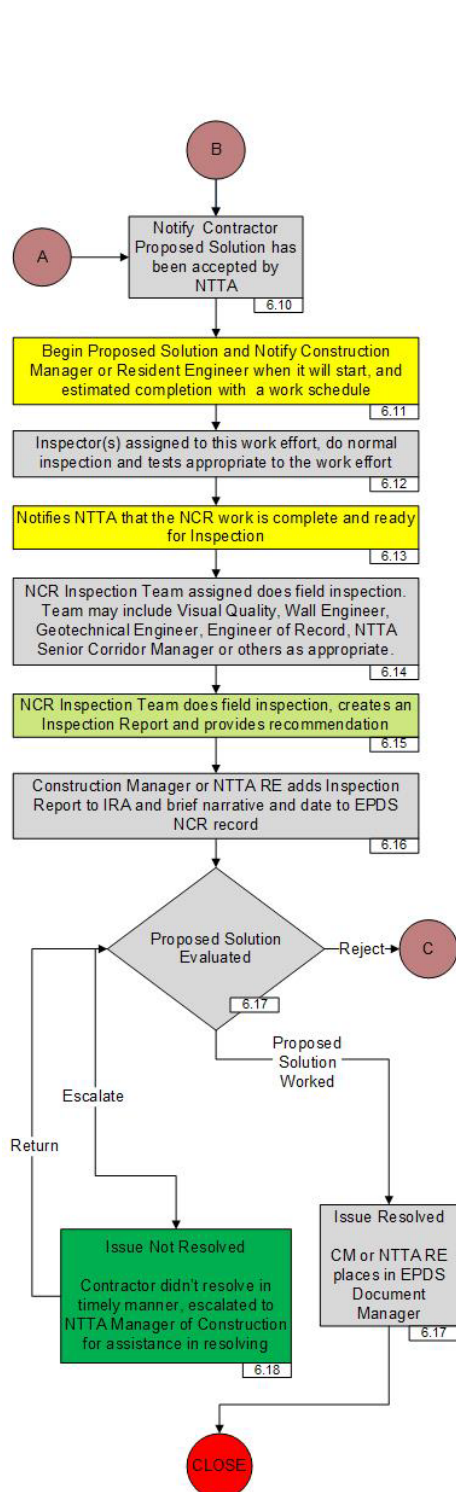 B
A
Notify Contractor
Proposed Solution has
been accepted by
NTTA
6.10
Begin Proposed Solution and Notify Construction
Manager or Resident Engineer when it will start, and
estimated completion with a work schedule
6.11
Inspector(s) assigned to this work effort, do normal
inspection and tests appropriate to the work effort
6.12
Notifies NTTA that the NCR work is complete and ready
for Inspection
6.13
NCR Inspection Team assigned does field inspection.
Team may include Visual Quality, Wall Engineer,
Geotechnical Engineer, Engineer of Record, NTTA
Senior Corridor Manager or others as appropriate.
6.14
NCR Inspection Team does field inspection, creates an
Inspection Report and provides recommendation
6.15
Construction Manager or NTTA RE adds Inspection
Report to IRA and brief narrative and date to EPDS
NCR record
6.16
Proposed Solution
Evaluated
6.17
Reject
C
Proposed
Solution
Worked
Escalate
Return
Issue Not Resolved
Contractor didn't resolve in
timely manner, escalated to
NTTA Manager of Construction
for assistance in resolving
6.18
Issue Resolved
CM or NTTA RE
places in EPDS
Document
Manager
6.17
CLOSE